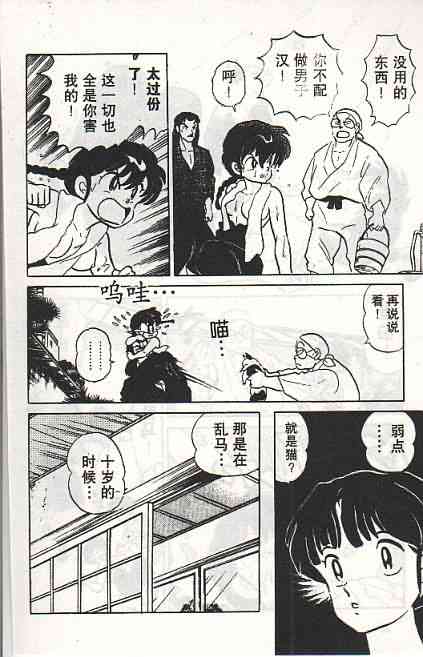 没用的
东西！
你不配
做男子
汉！
呼！
太过份
了！
这一切也
全是你害
我的！
再说说
看！
喵…
呜哇…
………
弱点
……
就是猫？
那是在
乱马…
十岁的
时候…